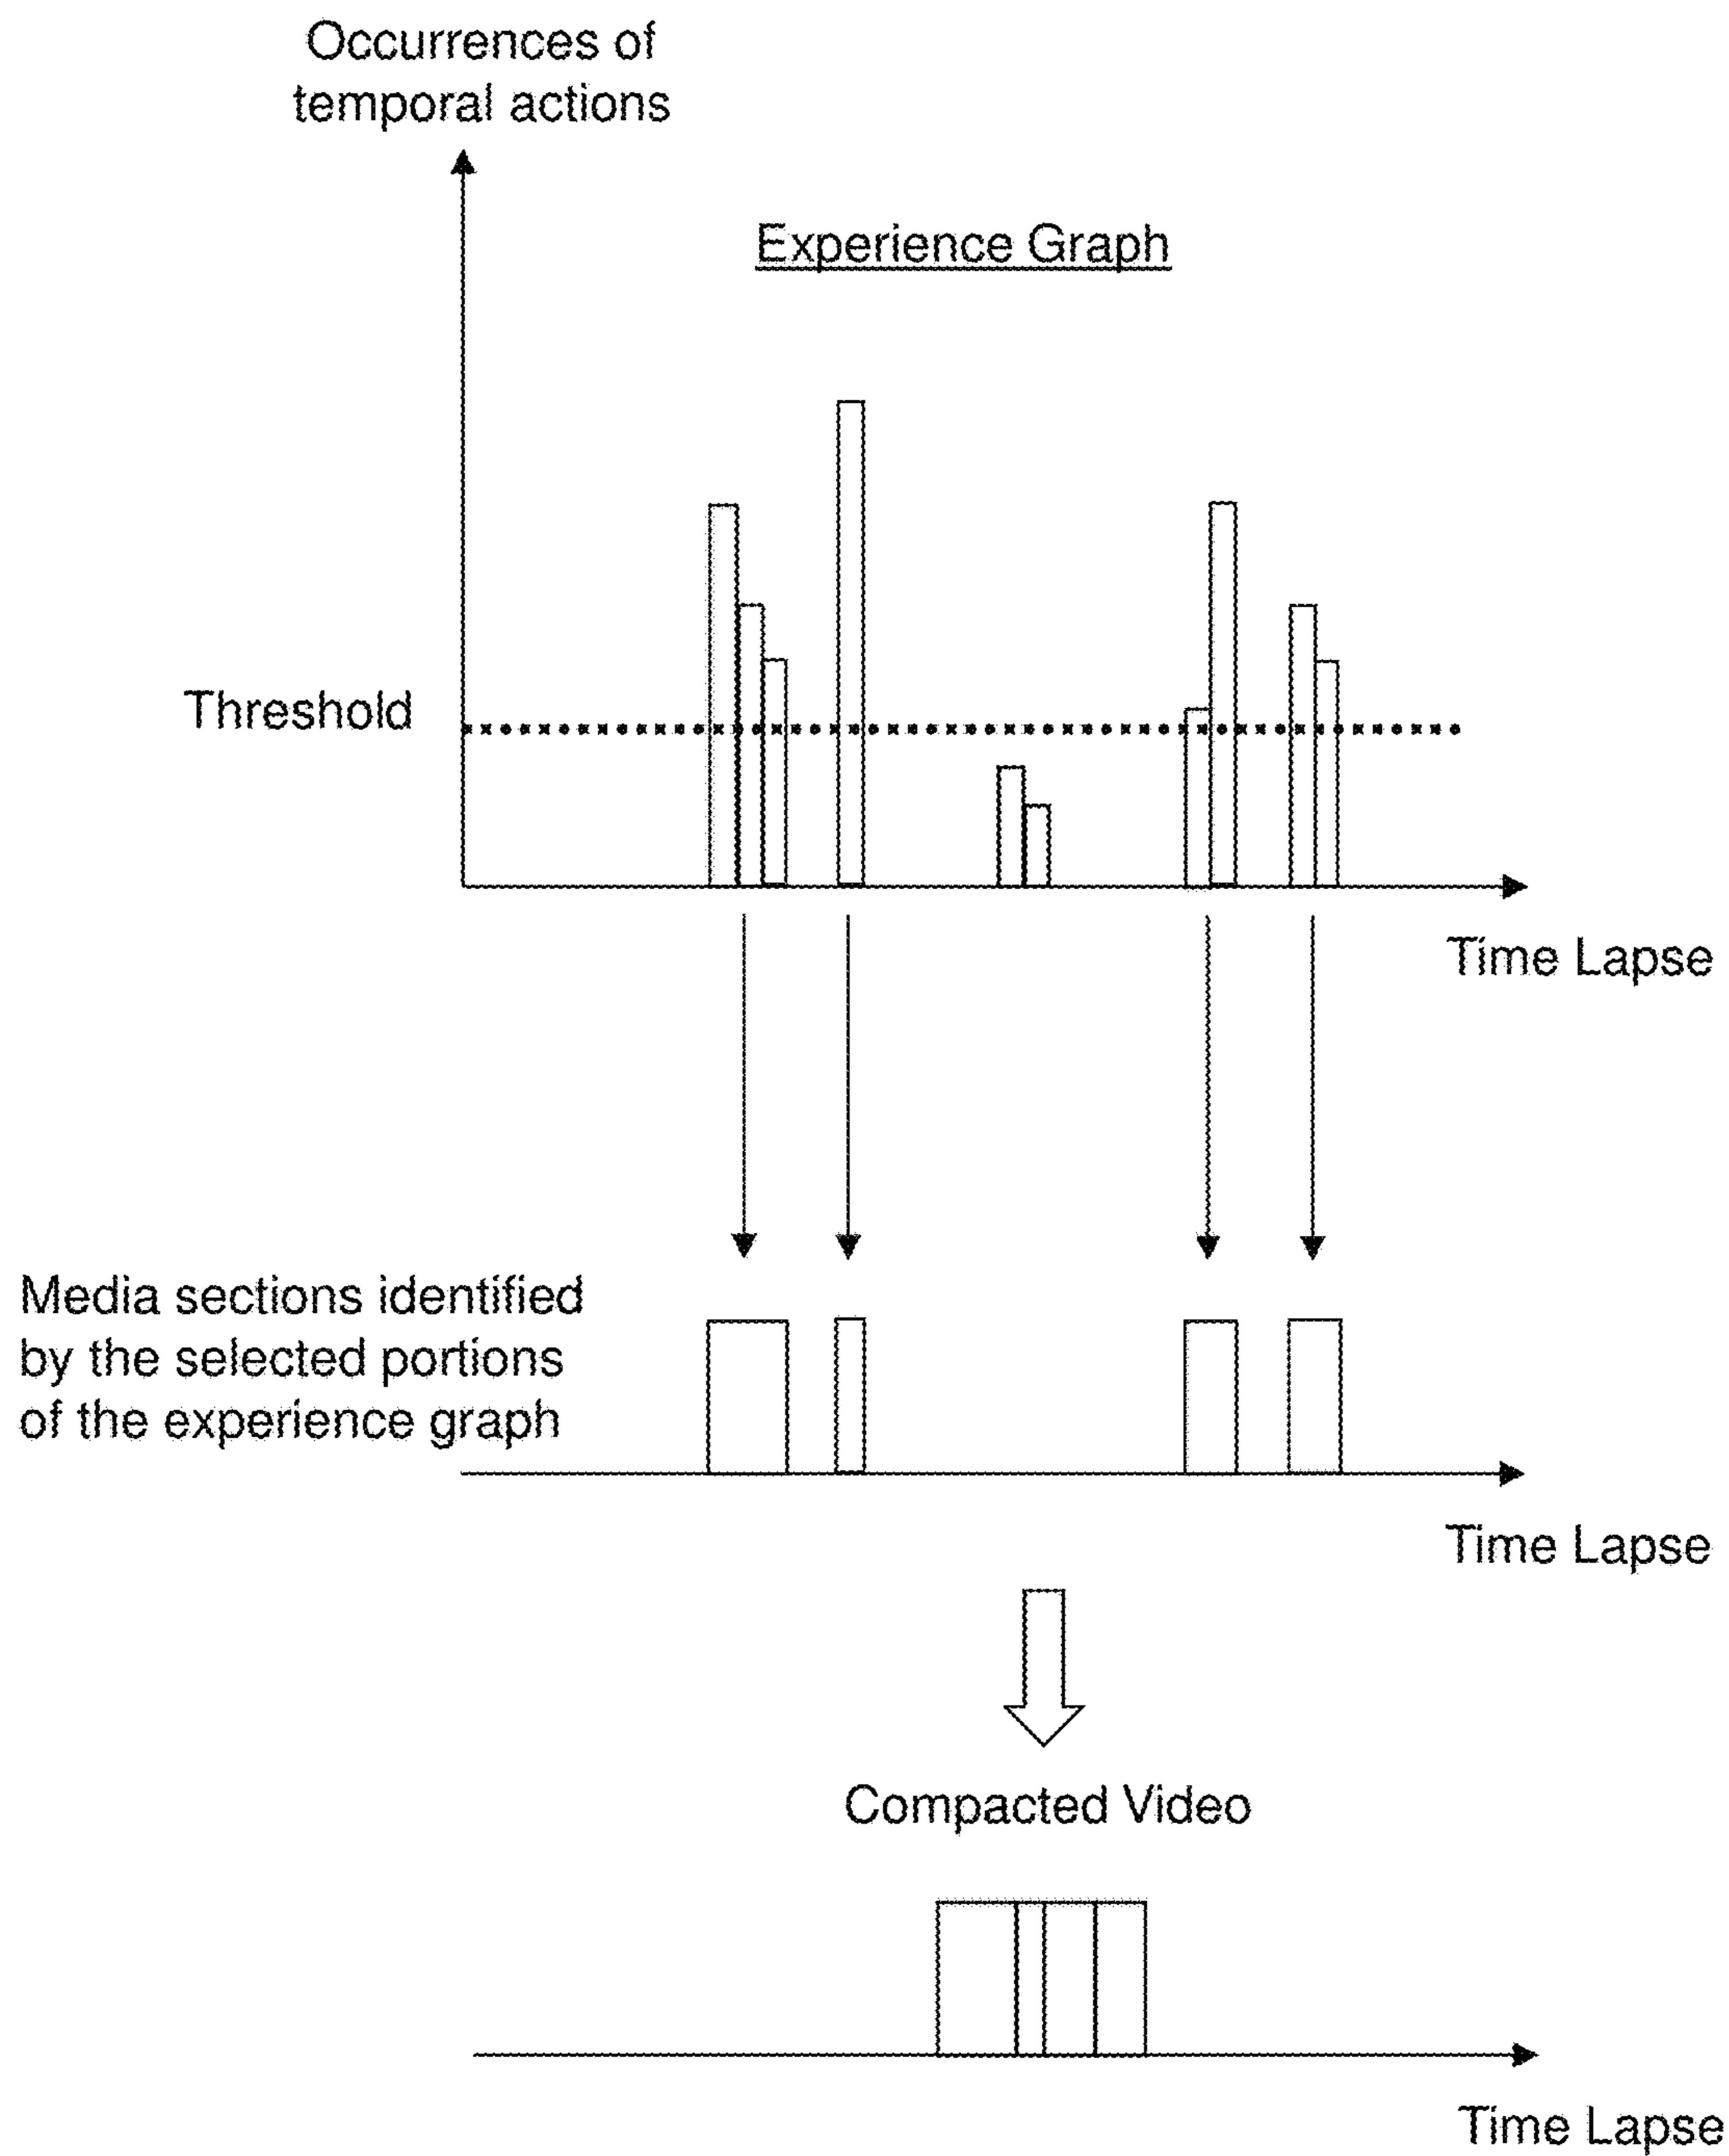 Occurrences of
temporal actions
Experience Graph
Threshold
Time Lapse
Media sections identified
by the selected portions
of the experience graph
Time Lapse
Compacted Video
Time Lapse